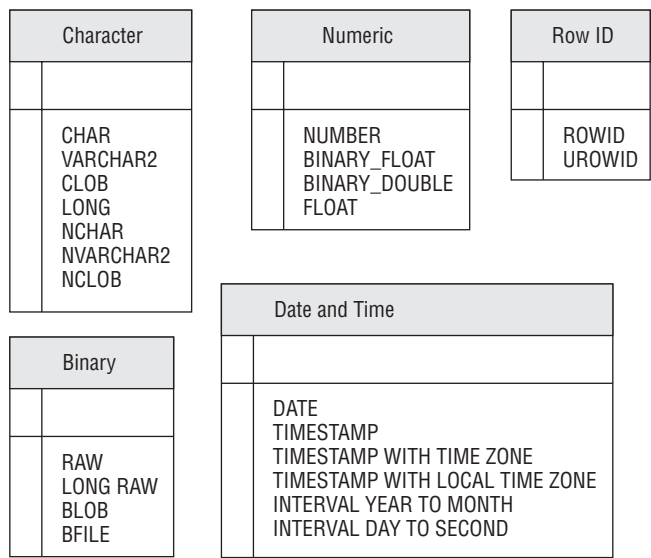 Character
CHAR
VARCHAR2
CLOB
LONG
NCHAR
NVARCHAR2
NCLOB
Numeric
NUMBER
BINARY_FLOAT
BINARY_DOUBLE
FLOAT
Row ID
ROWID
UROWID
Binary
RAW
LONG RAW
BLOB
BFILE
Date and Time
DATE
TIMESTAMP
TIMESTAMP WITH TIME ZONE
TIMESTAMP WITH LOCAL TIME ZONE
INTERVAL YEAR TO MONTH
INTERVAL DAY TO SECOND